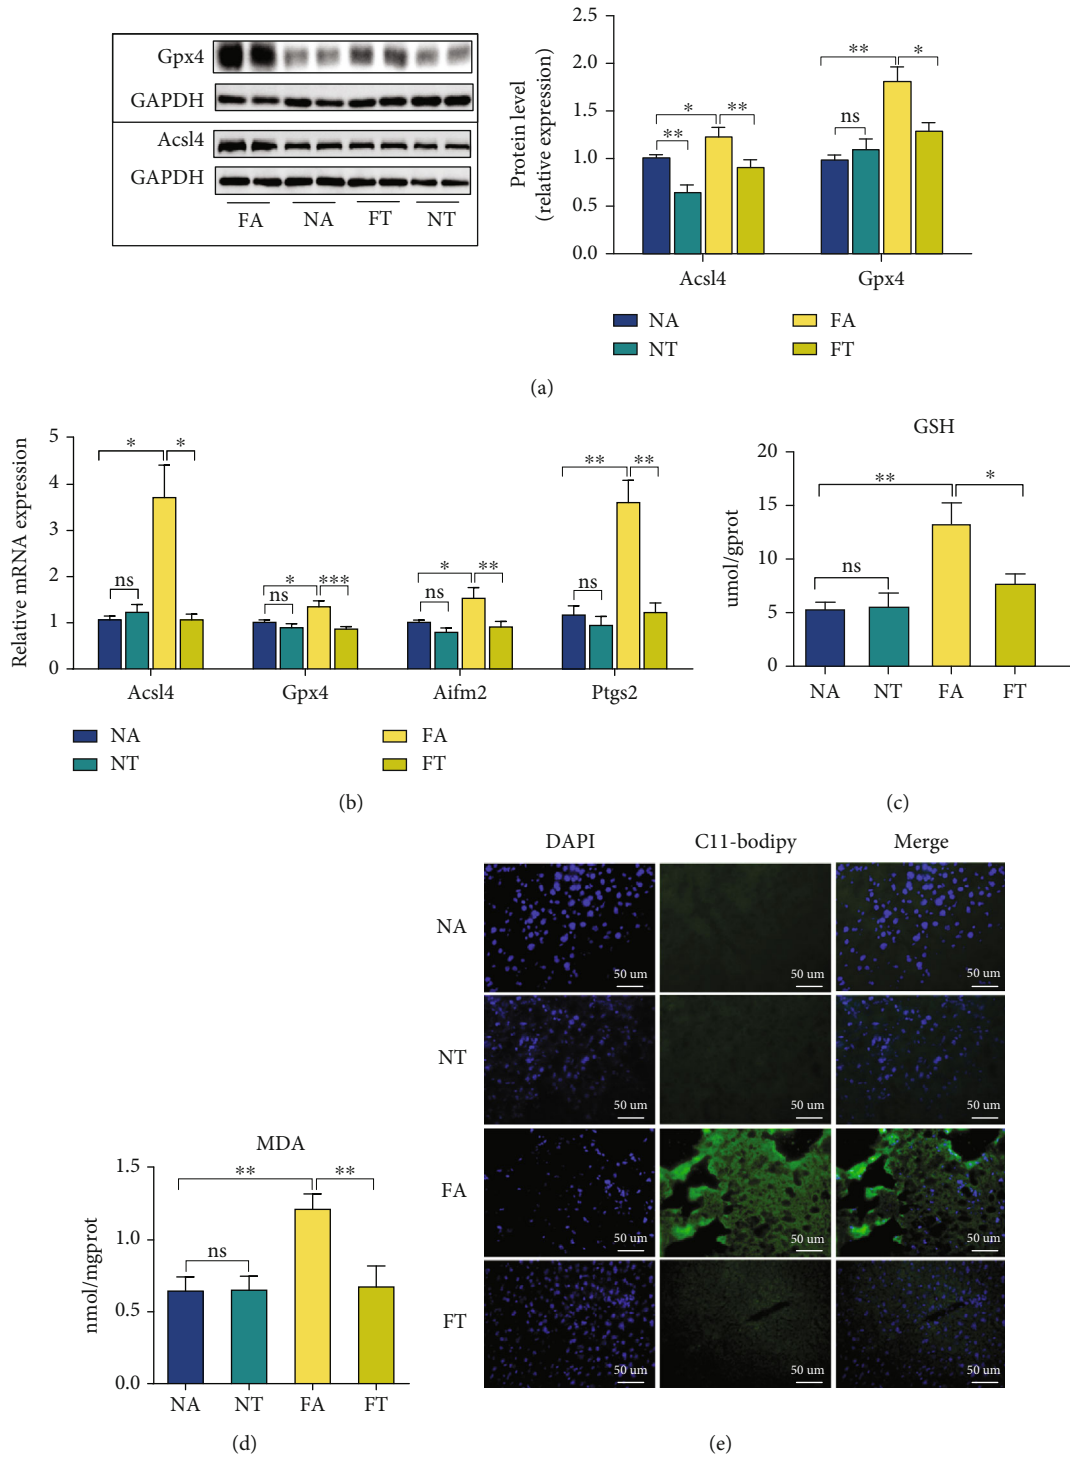 Gpx4
GAPDH
Acsl4
GAPDH
FA NA FT NT
Protein level
(relative expression)
2.5
2.0
1.5
1.0
0.5
0.0
** *
* **
** ns
Acsl4 Gpx4
NA FA
NT FT
(a)
Relative mRNA expression
5
4
3
2
1
0
* *
ns
* ***
ns
* **
ns
** **
ns
Acsl4 Gpx4 Aifm2 Ptgs2
NA FA
NT FT
(b)
GSH
umol/gprot
20
15
10
5
0
** *
ns
NA NT FA FT
(c)
MDA
nmol/mgprot
1.5
1.0
0.5
0.0
** **
ns
NA NT FA FT
(d)
DAPI C11-bodipy Merge
NA
50 um 50 um 50 um
NT
50 um 50 um 50 um
FA
50 um 50 um 50 um
FT
50 um 50 um 50 um
(e)